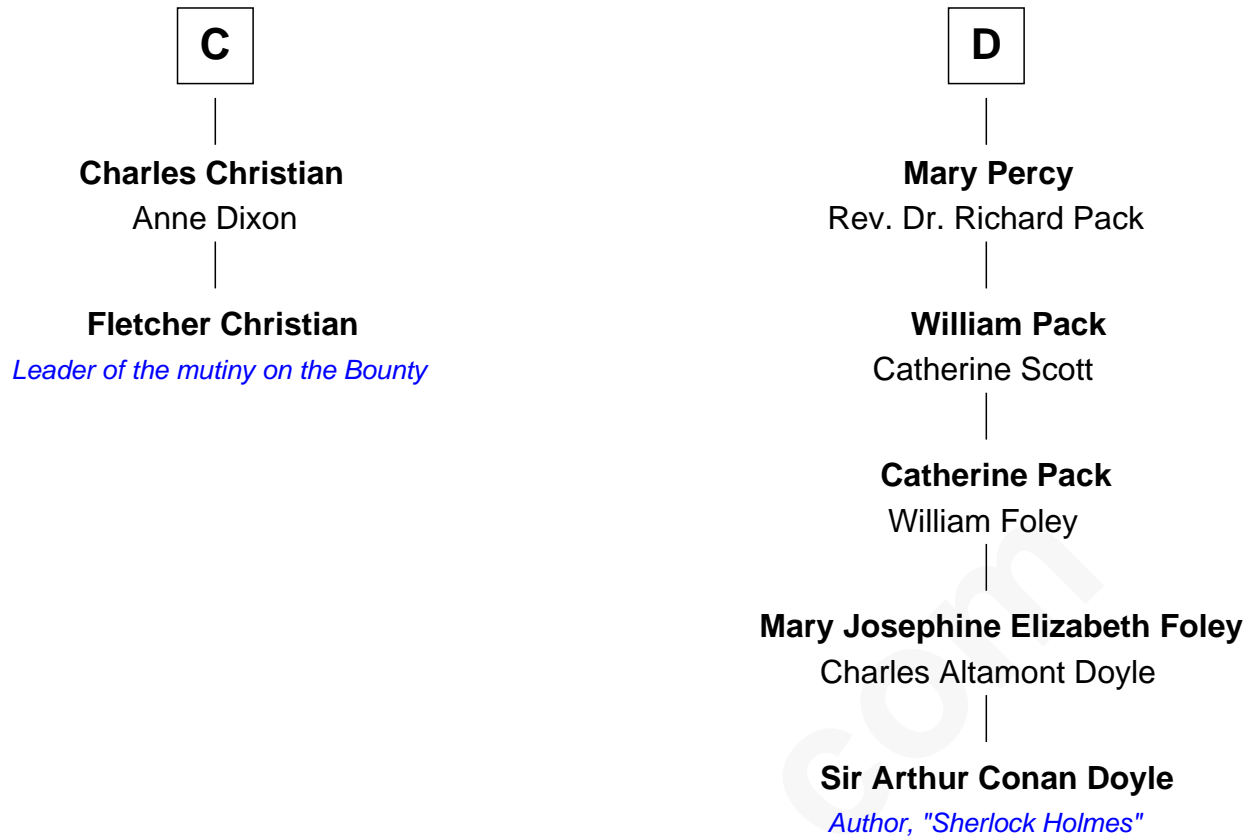 C
Charles Christian
Anne Dixon
Fletcher Christian
Leader of the mutiny on the Bounty
D
Mary Percy
Rev. Dr. Richard Pack
William Pack
Catherine Scott
Catherine Pack
William Foley
Mary Josephine Elizabeth Foley
Charles Altamont Doyle
Sir Arthur Conan Doyle
Author, "Sherlock Holmes"
com